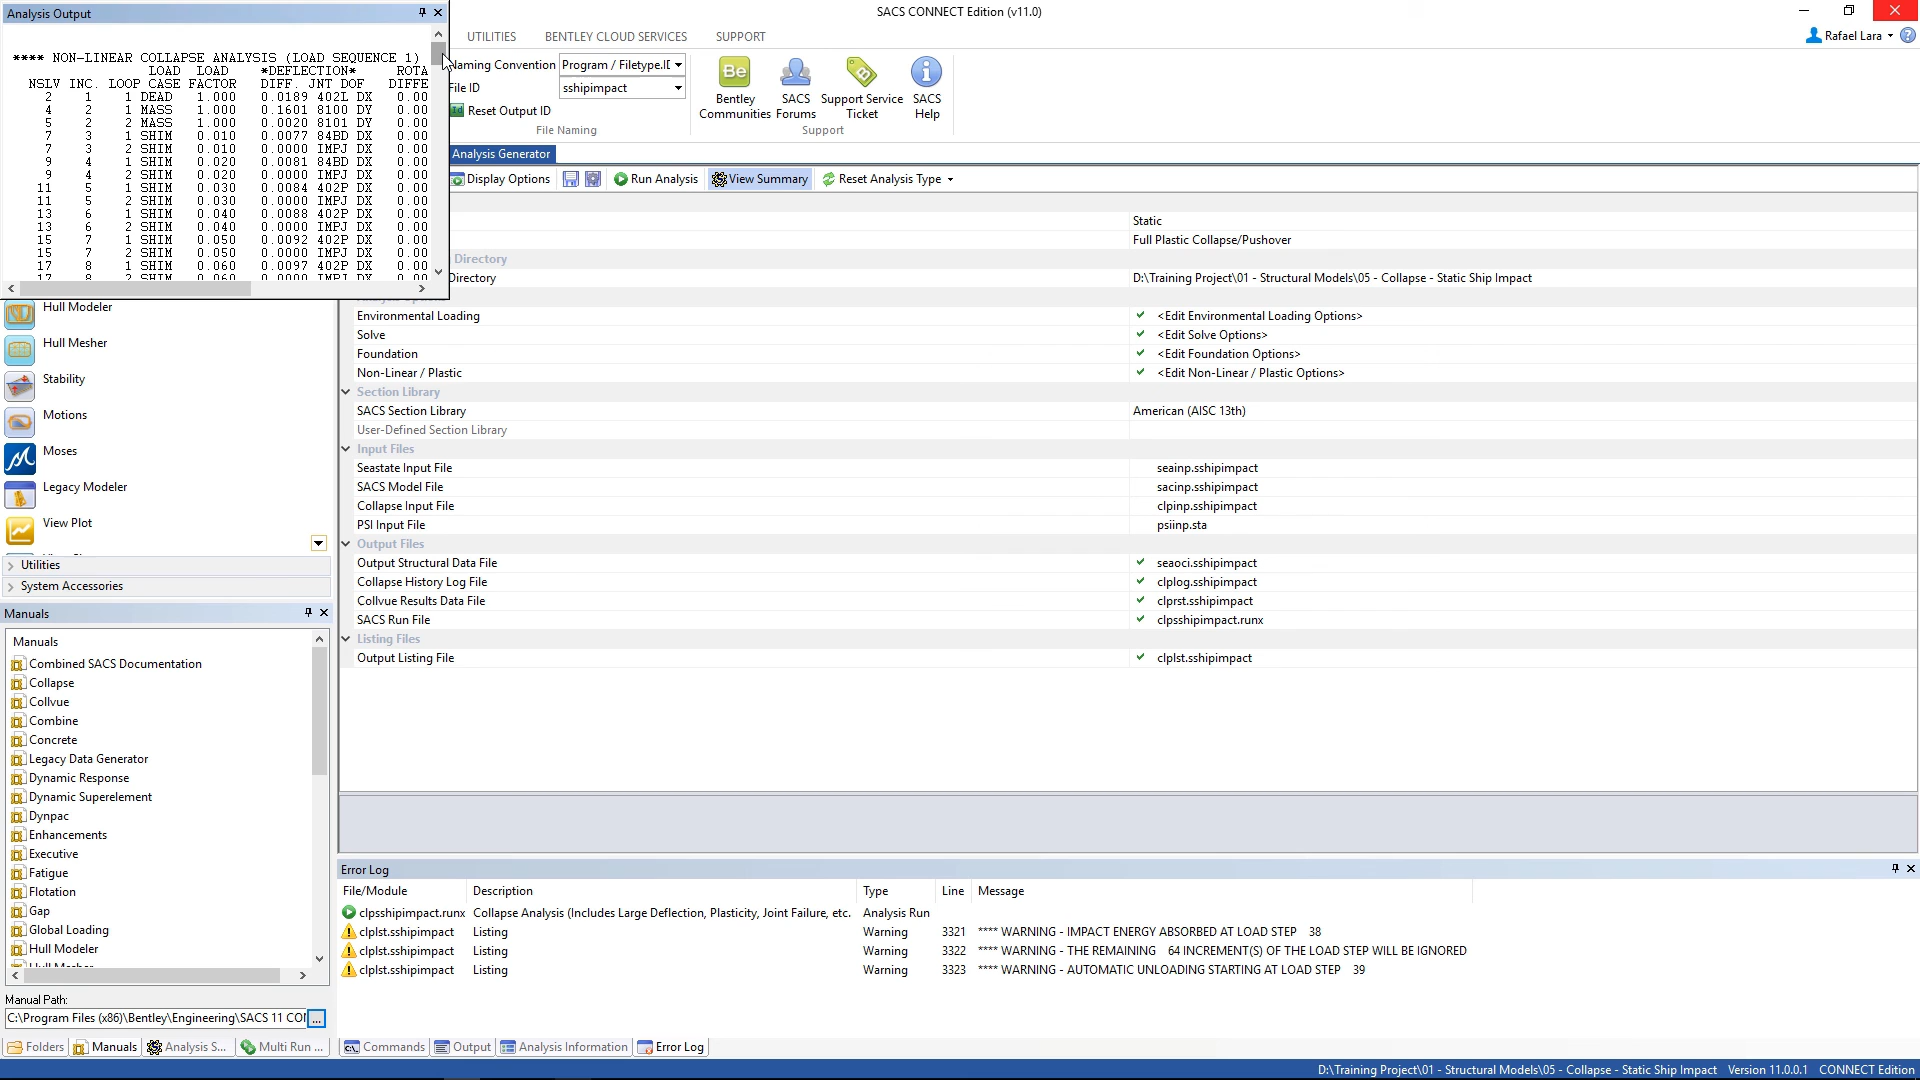 Analysis Output
SACS CONNECT Edition (v11.0)
UTILITIES BENTLEY CLOUD SERVICES SUPPORT
Rafael Lara
**** NON-LINEAR COLLAPSE ANALYSIS (LOAD SEQUENCE 1)
LOAD LOAD *DEFLECTION* ROTA
NSLV INC. LOOP CASE FACTOR DIFF. JNT DOF DIFFE
2 1 1 DEAD 1.000 0.0189 402L DX 0.00
4 2 1 MASS 1.000 0.1601 8100 DY 0.00
5 2 2 MASS 1.000 0.0020 8101 DY 0.00
7 3 1 SHIM 0.010 0.0077 84BD DX 0.00
7 3 2 SHIM 0.010 0.0000 IMPJ DX 0.00
9 4 1 SHIM 0.020 0.0081 84BD DX 0.00
9 4 2 SHIM 0.020 0.0000 IMPJ DX 0.00
11 5 1 SHIM 0.030 0.0084 402P DX 0.00
11 5 2 SHIM 0.030 0.0000 IMPJ DX 0.00
13 6 1 SHIM 0.040 0.0088 402P DX 0.00
13 6 2 SHIM 0.040 0.0000 IMPJ DX 0.00
15 7 1 SHIM 0.050 0.0092 402P DX 0.00
15 7 2 SHIM 0.050 0.0000 IMPJ DX 0.00
17 8 1 SHIM 0.060 0.0097 402P DX 0.00
17 8 2 SHIM 0.060 0.0000 IMPJ DX 0.00
Naming Convention Program / Filetype.IE
File ID sshipimpact
Reset Output ID
File Naming
Bentley Communities
SACS Forums
Support Service Ticket
SACS Help
Support
Analysis Generator
Display Options Run Analysis View Summary Reset Analysis Type
Static
Full Plastic Collapse/Pushover
Directory
Directory D:\Training Project\01 - Structural Models\05 - Collapse - Static Ship Impact
Environmental Loading <Edit Environmental Loading Options>
Solve <Edit Solve Options>
Foundation <Edit Foundation Options>
Non-Linear / Plastic <Edit Non-Linear / Plastic Options>
Section Library
SACS Section Library American (AISC 13th)
User-Defined Section Library
Input Files
Seastate Input File seainp.sshipimpact
SACS Model File sacinp.sshipimpact
Collapse Input File clpinp.sshipimpact
PSI Input File psiinp.sta
Output Files
Output Structural Data File seaoci.sshipimpact
Collapse History Log File clplog.sshipimpact
Collvue Results Data File clprst.sshipimpact
SACS Run File clpsshipimpact.runx
Listing Files
Output Listing File clplst.sshipimpact
Hull Modeler
Hull Mesher
Stability
Motions
Moses
Legacy Modeler
View Plot
Utilities
System Accessories
Manuals
Manuals
Combined SACS Documentation
Collapse
Collvue
Combine
Concrete
Legacy Data Generator
Dynamic Response
Dynamic Superelement
Dynpac
Enhancements
Executive
Fatigue
Flotation
Gap
Global Loading
Hull Modeler
Hull Mesher
Manual Path:
C:\Program Files (x86)\Bentley\Engineering\SACS 11 CO
...
Folders Manuals Analysis S... Multi Run ...
Error Log
File/Module Description Type Line Message
clpsshipimpact.runx Collapse Analysis (Includes Large Deflection, Plasticity, Joint Failure, etc. Analysis Run
clplst.sshipimpact Listing Warning 3321 **** WARNING - IMPACT ENERGY ABSORBED AT LOAD STEP 38
clplst.sshipimpact Listing Warning 3322 **** WARNING - THE REMAINING 64 INCREMENT(S) OF THE LOAD STEP WILL BE IGNORED
clplst.sshipimpact Listing Warning 3323 **** WARNING - AUTOMATIC UNLOADING STARTING AT LOAD STEP 39
Commands Output Analysis Information Error Log
D:\Training Project\01 - Structural Models\05 - Collapse - Static Ship Impact Version 11.0.0.1 CONNECT Edition